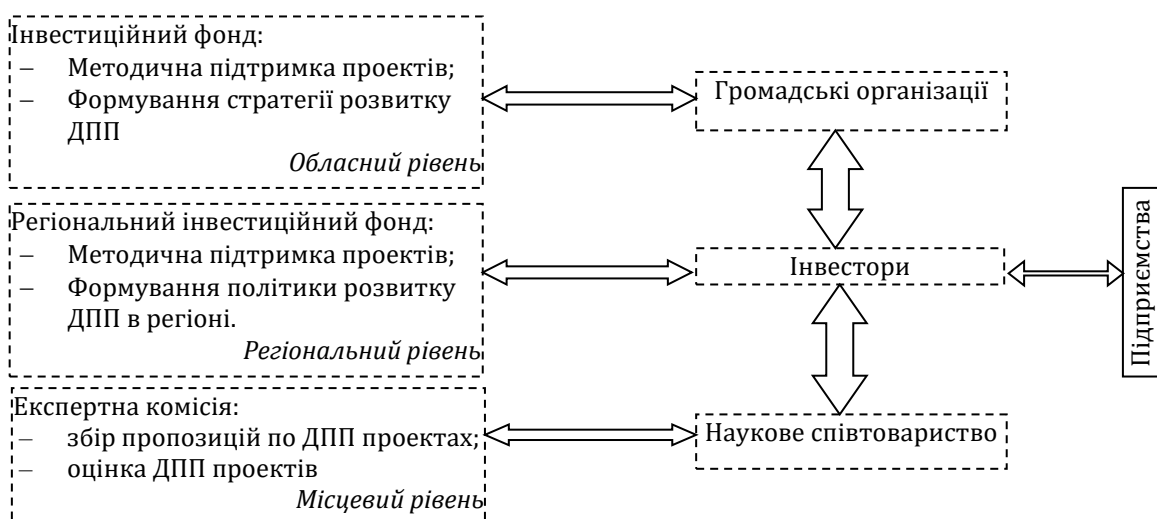 Інвестиційний фонд:
– Методична підтримка проектів;
– Формування стратегії розвитку
ДПП
Обласний рівень
Регіональний інвестиційний фонд:
– Методична підтримка проектів;
– Формування політики розвитку
ДПП в регіоні.
Регіональний рівень
Експертна комісія:
– збір пропозицій по ДПП проектах;
– оцінка ДПП проектів
Місцевий рівень
Громадські організації
Інвестори
Наукове співтовариство
Підприємства